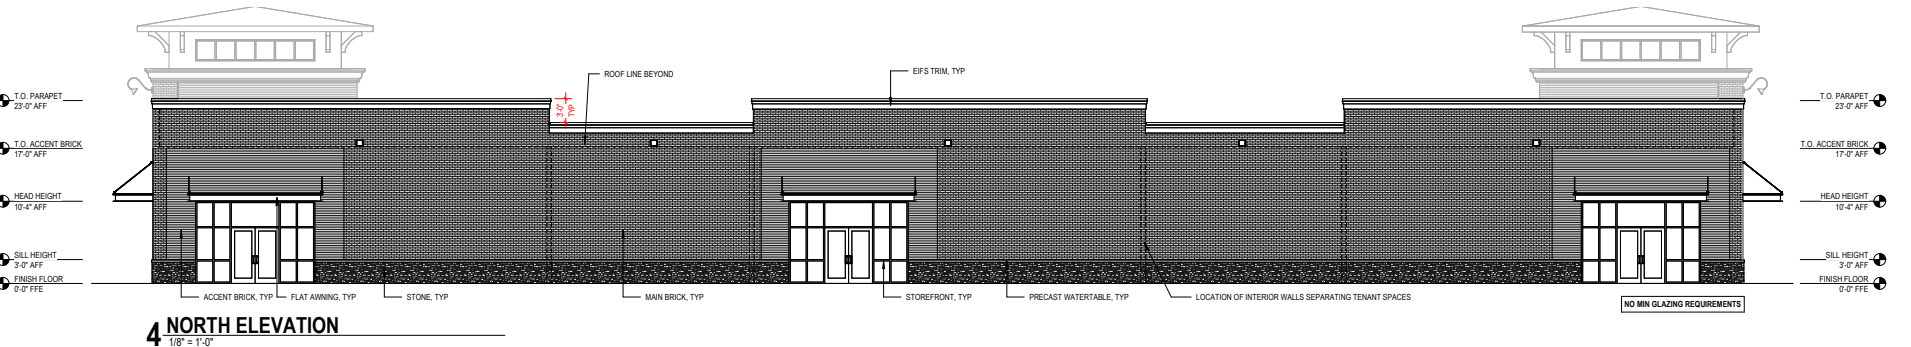 ROOF LINE BEYOND
EIFS TRIM, TYP
T.O. PARAPET
23'-0" AFF
3'-0"
TYP
T.O. PARAPET
23'-0" AFF
T.O. ACCENT BRICK
17'-0" AFF
T.O. ACCENT BRICK
17'-0" AFF
HEAD HEIGHT
10'-4" AFF
HEAD HEIGHT
10'-4" AFF
SILL HEIGHT
3'-0" AFF
SILL HEIGHT
3'-0" AFF
FINISH FLOOR
0'-0" FFE
FINISH FLOOR
0'-0" FFE
ACCENT BRICK, TYP
FLAT AWNING, TYP
STONE, TYP
MAIN BRICK, TYP
STOREFRONT, TYP
PRECAST WATERTABLE, TYP
LOCATION OF INTERIOR WALLS SEPARATING TENANT SPACES
NO MIN GLAZING REQUIREMENTS
4 NORTH ELEVATION
1/8" = 1'-0"